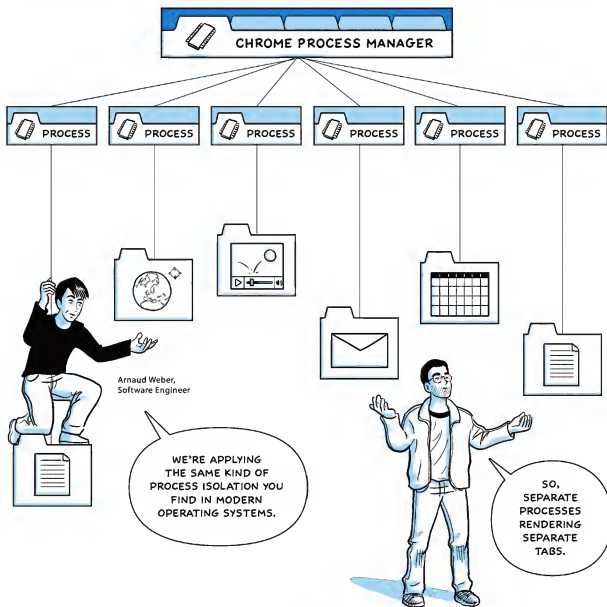 CHROME PROCESS MANAGER
PROCESS
PROCESS
PROCESS
PROCESS
PROCESS
PROCESS
Arnaud Weber,
Software Engineer
WE'RE APPLYING
THE SAME KIND OF
PROCESS ISOLATION YOU
FIND IN MODERN
OPERATING SYSTEMS.
SO,
SEPARATE
PROCESSES
RENDERING
SEPARATE
TABS.